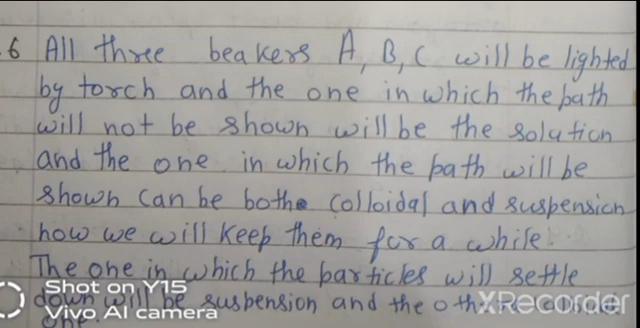 6 All three beakers A, B, C will be lighted
by torch and the one in which the path
will not be shown will be the solution
and the one in which the path will be
shown can be bothe colloidal and suspension
now we will keep them for a while.
The one in which the particles will settle
down will be suspension and the other
one.
Shot on Y15
Vivo AI camera
XRecorder